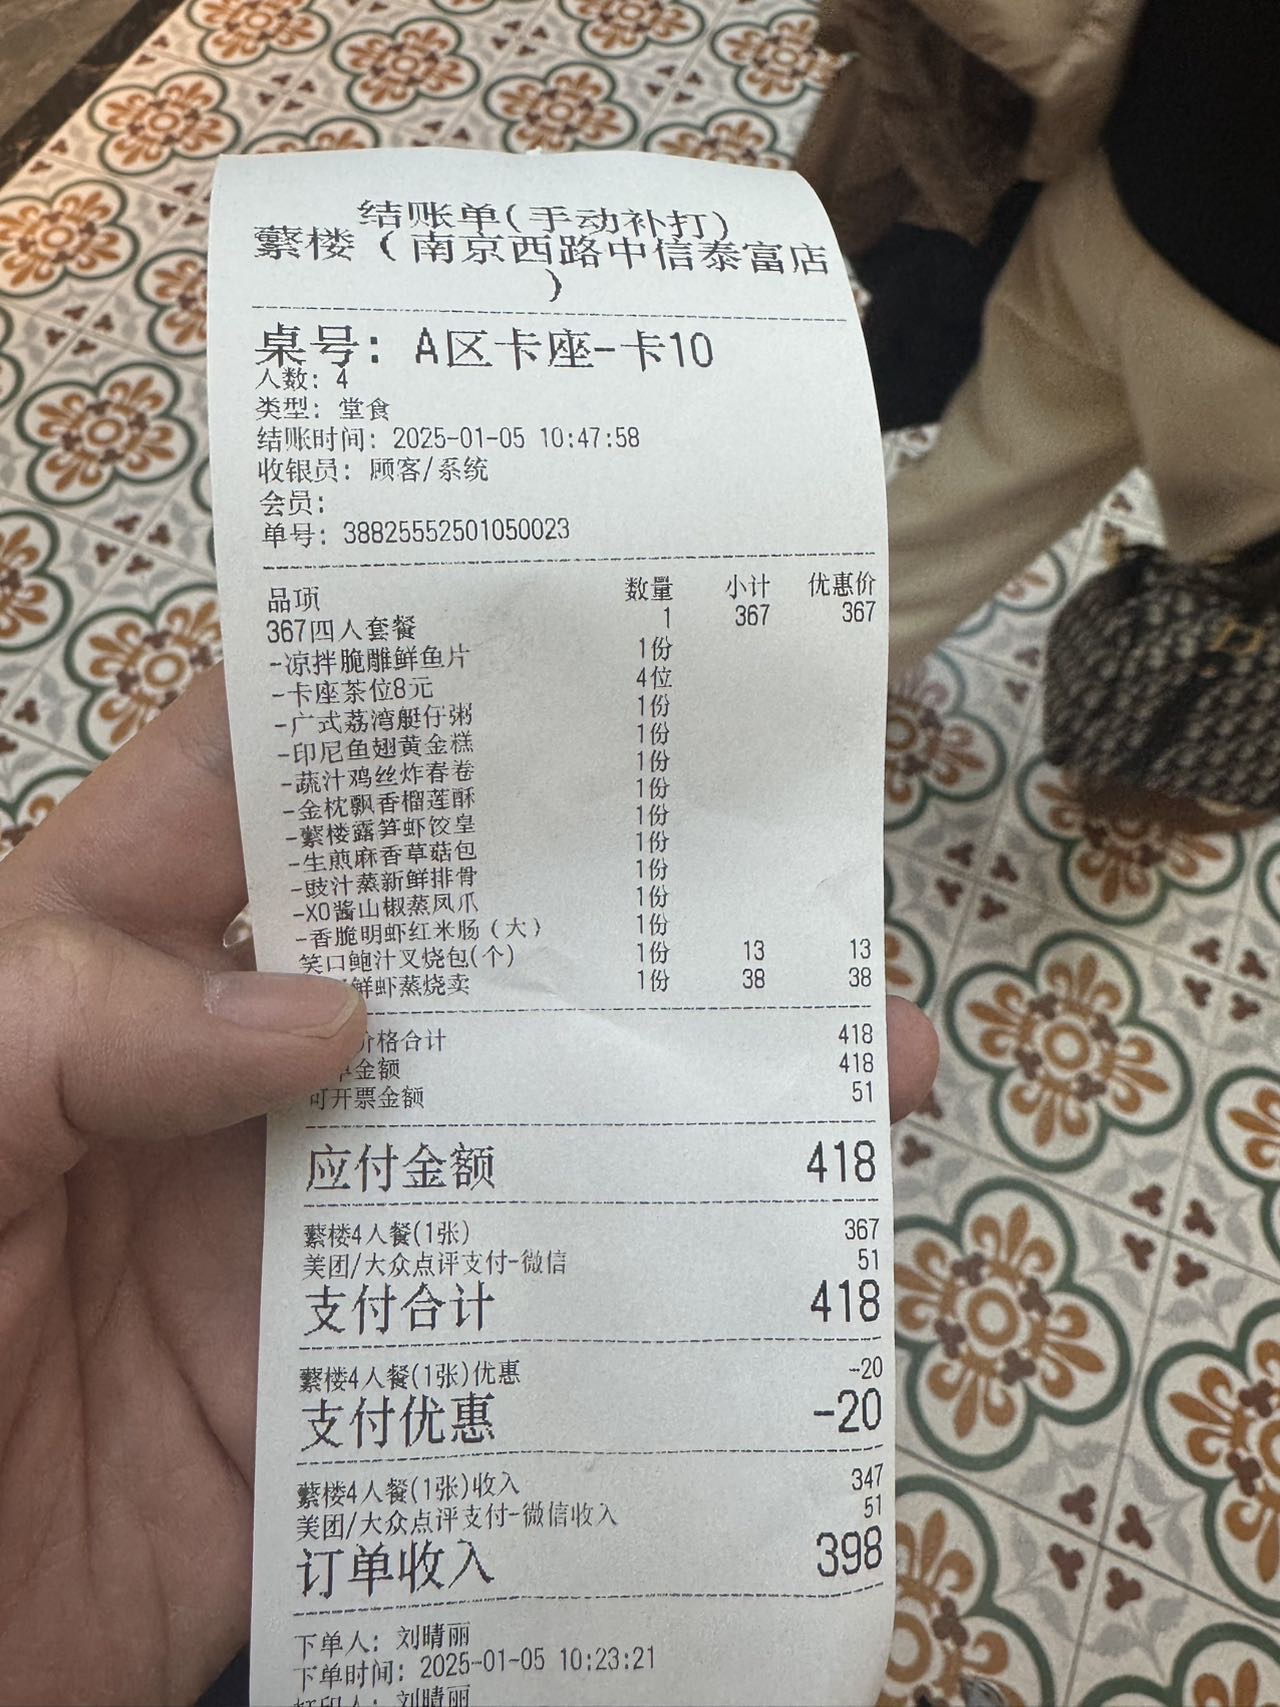 结账单(手动补打)
蘩楼（南京西路中信泰富店
）
桌号: A区卡座-卡10
人数: 4
类型: 堂食
结账时间: 2025-01-05 10:47:58
收银员: 顾客/系统
会员:
单号: 38825552501050023
品项 数量 小计 优惠价
367四人套餐 1 367 367
-凉拌脆雕鲜鱼片 1份
-卡座茶位8元 4位
-广式荔湾艇仔粥 1份
-印尼鱼翅黄金糕 1份
-蔬汁鸡丝炸春卷 1份
-金枕飘香榴莲酥 1份
-蘩楼露笋虾饺皇 1份
-生煎麻香草菇包 1份
-豉汁蒸新鲜排骨 1份
-XO酱山椒蒸凤爪 1份
-香脆明虾红米肠（大） 1份
笑口鲍汁叉烧包(个) 1份 13 13
鲜虾蒸烧卖 1份 38 38
价格合计 418
金额 418
可开票金额 51
应付金额 418
蘩楼4人餐(1张) 367
美团/大众点评支付-微信 51
支付合计 418
蘩楼4人餐(1张)优惠 -20
支付优惠 -20
蘩楼4人餐(1张)收入 347
美团/大众点评支付-微信收入 51
订单收入 398
下单人: 刘晴丽
下单时间: 2025-01-05 10:23:21
打印人: 刘晴丽